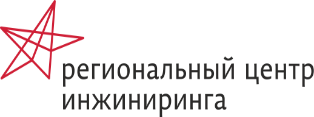 региональный центр
инжиниринга